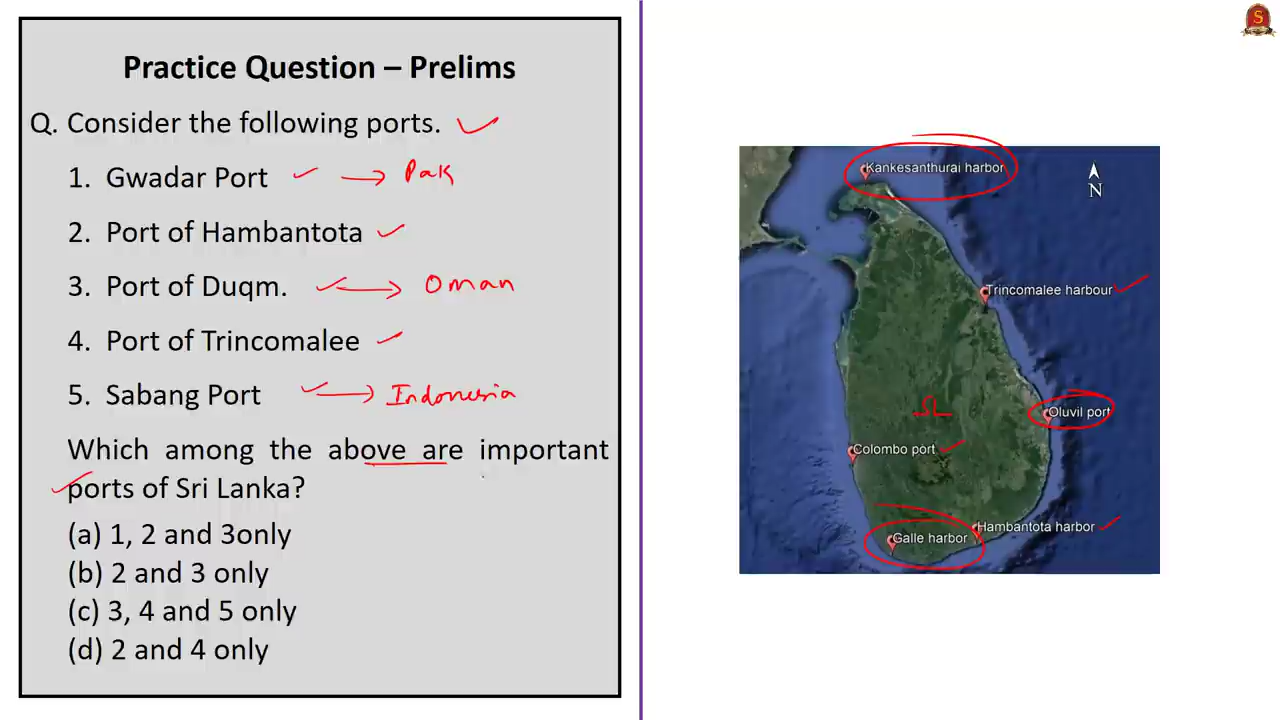 Practice Question – Prelims
Q. Consider the following ports.
1. Gwadar Port → Pak
2. Port of Hambantota
3. Port of Duqm. → Oman
4. Port of Trincomalee
5. Sabang Port → Indonesia
Which among the above are important
ports of Sri Lanka?
(a) 1, 2 and 3only
(b) 2 and 3 only
(c) 3, 4 and 5 only
(d) 2 and 4 only
S
Kankesanthurai harbor
N
Trincomalee harbour
Oluvil port
SL
Colombo port
Hambantota harbor
Galle harbor